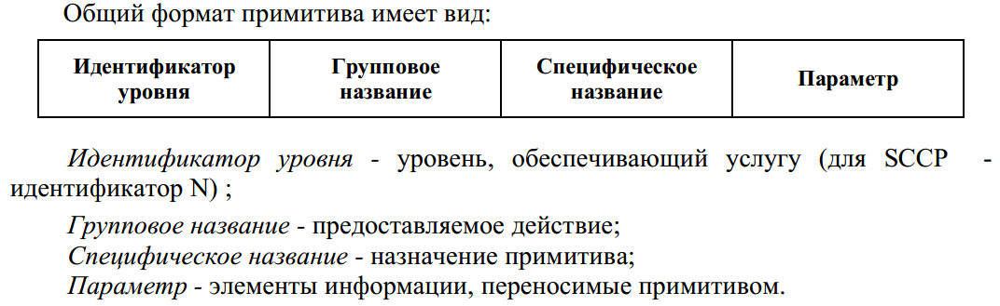 Общий формат примитива имеет вид:
Идентификатор уровня
Групповое название
Специфическое название
Параметр
Идентификатор уровня - уровень, обеспечивающий услугу (для SCCP -
идентификатор N) ;
Групповое название - предоставляемое действие;
Специфическое название - назначение примитива;
Параметр - элементы информации, переносимые примитивом.